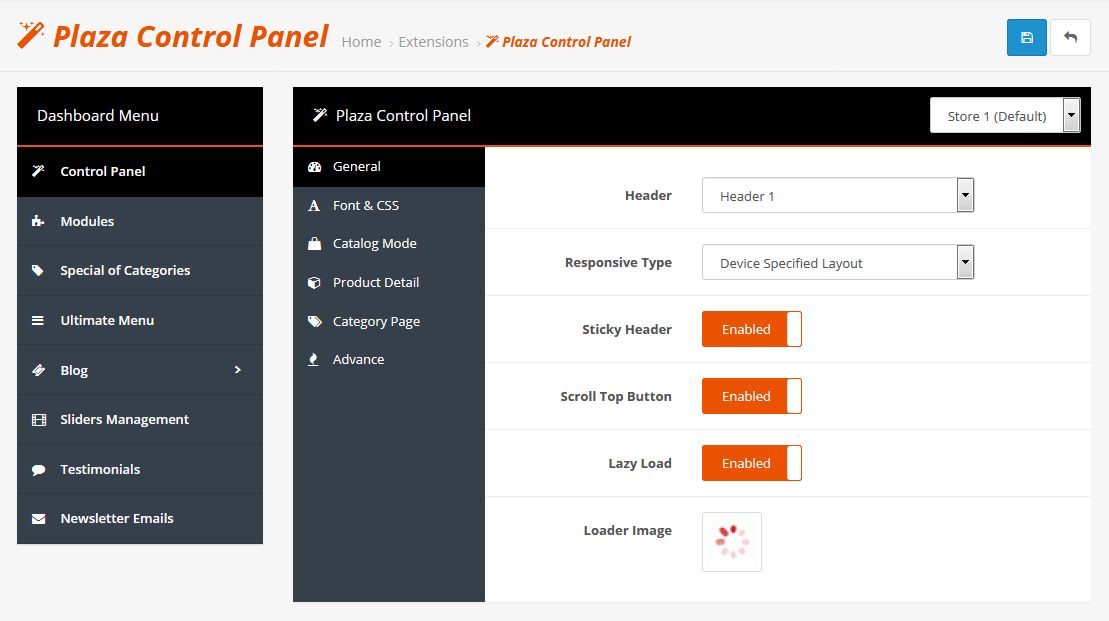 Plaza Control Panel
Home › Extensions › Plaza Control Panel
Dashboard Menu
Control Panel
Modules
Special of Categories
Ultimate Menu
Blog
Sliders Management
Testimonials
Newsletter Emails
Plaza Control Panel
Store 1 (Default)
General
Font & CSS
Catalog Mode
Product Detail
Category Page
Advance
Header
Header 1
Responsive Type
Device Specified Layout
Sticky Header
Enabled
Scroll Top Button
Enabled
Lazy Load
Enabled
Loader Image